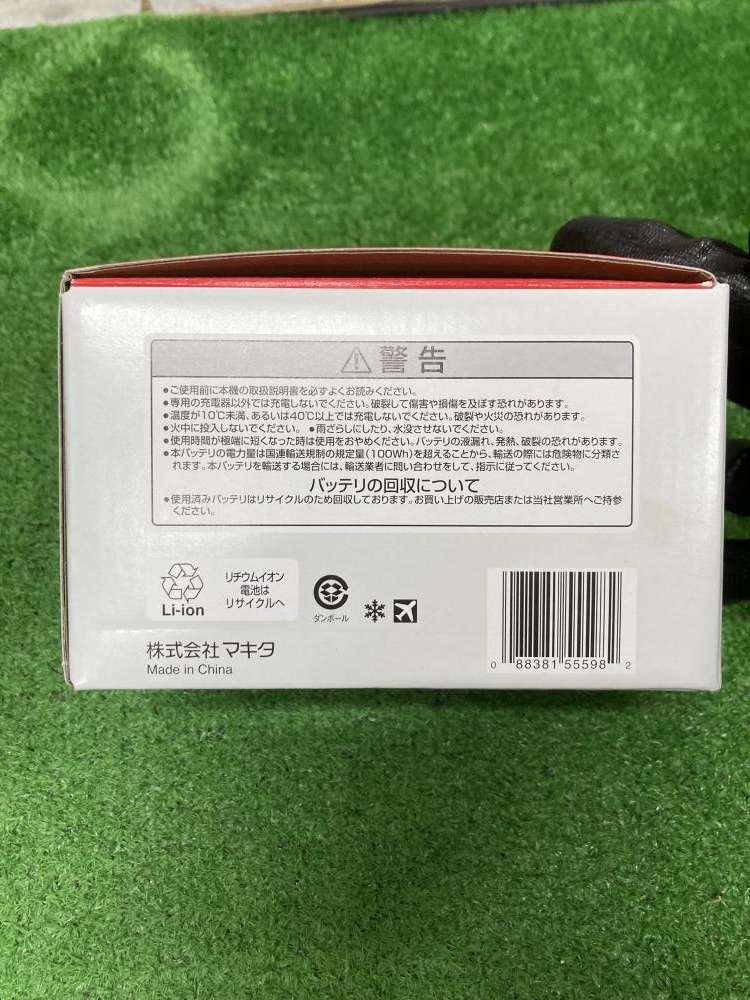 警告
●ご使用前に本機の取扱説明書を必ずよくお読みください。
●専用の充電器以外では充電しないでください。破裂して傷害や損傷を及ぼす恐れがあります。
●温度が10℃未満、あるいは40℃以上では充電しないでください。破裂や火災の恐れがあります。
●火中に投入しないでください。 ●雨ざらしにしたり、水没させないでください。
●使用時間が極端に短くなった時は使用をおやめください。バッテリの液漏れ、発熱、破裂の恐れがあります。
●本バッテリの電力量は国連輸送規制の規定量(100Wh)を超えることから、輸送の際には危険物に分類されます。
本バッテリを輸送する場合には、輸送業者に問い合わせをして、指示に従ってください。
バッテリの回収について
●使用済みバッテリはリサイクルのため回収しております。お買い上げの販売店または当社営業所へご持参
ください。
Li-ion
リチウムイオン
電池は
リサイクルへ
ダンボール
株式会社マキタ
Made in China
0 88381 55598 2